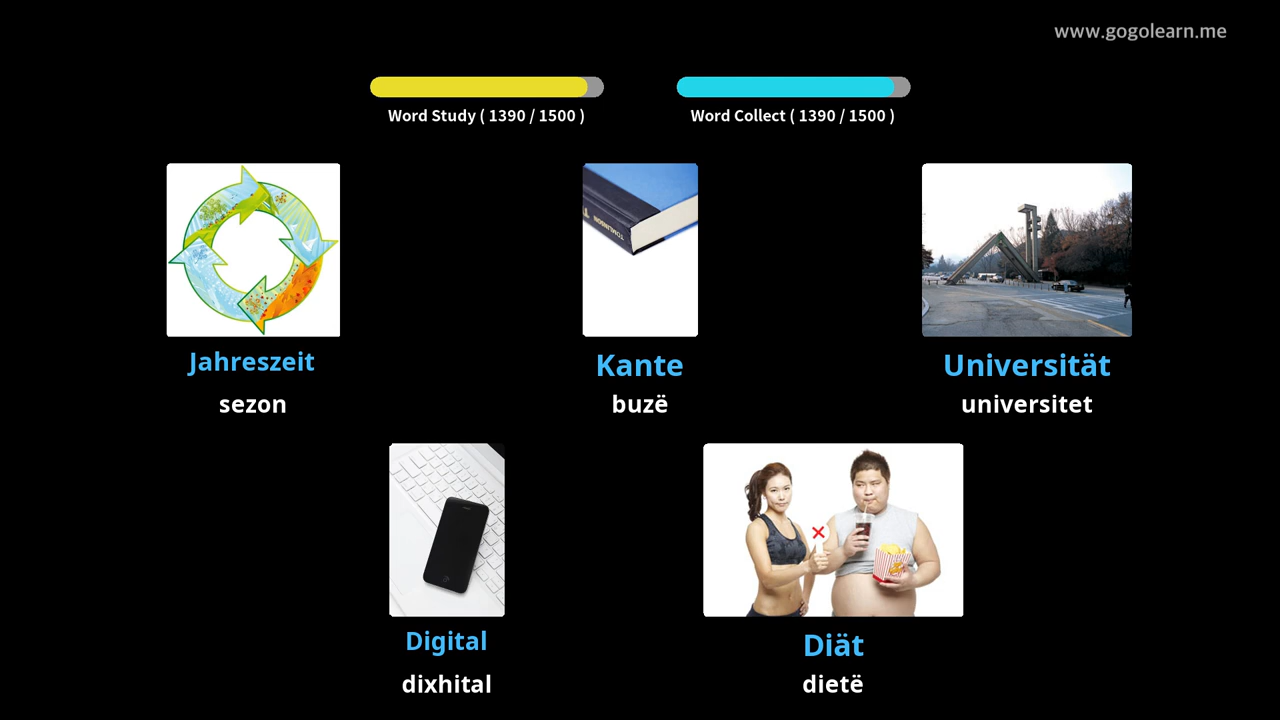 www.gogolearn.me
Word Study ( 1390 / 1500 )
Word Collect ( 1390 / 1500 )
TOMLINSON
Jahreszeit
Kante
Universität
sezon
buzë
universitet
Digital
Diät
dixhital
dietë